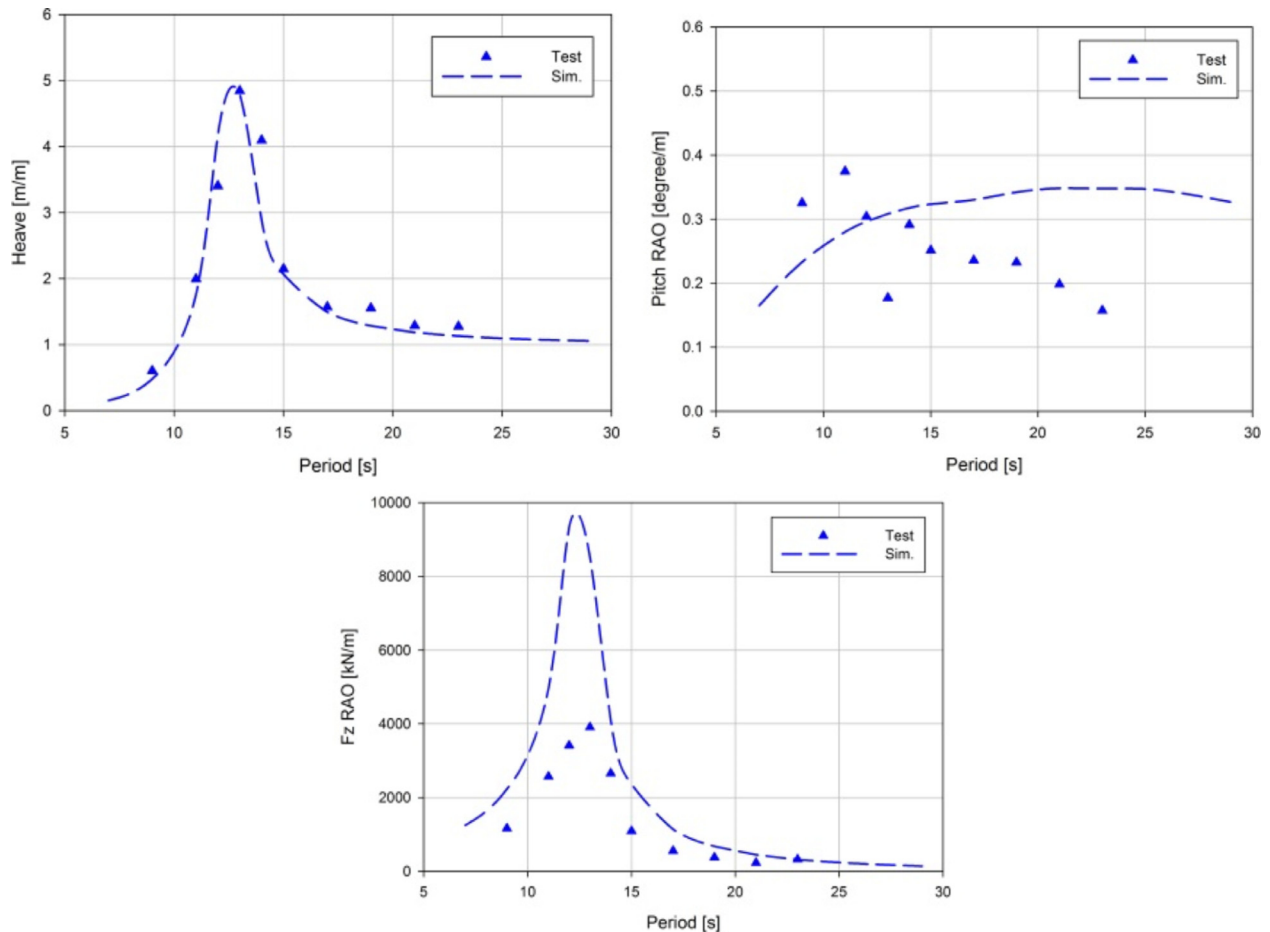 6
5
4
3
2
1
0
5 10 15 20 25 30
Heave [m/m]
Period [s]
Test
Sim.
0.6
0.5
0.4
0.3
0.2
0.1
0.0
5 10 15 20 25 30
Pitch RAO [degree/m]
Period [s]
Test
Sim.
10000
8000
6000
4000
2000
0
5 10 15 20 25 30
Fz RAO [kN/m]
Period [s]
Test
Sim.